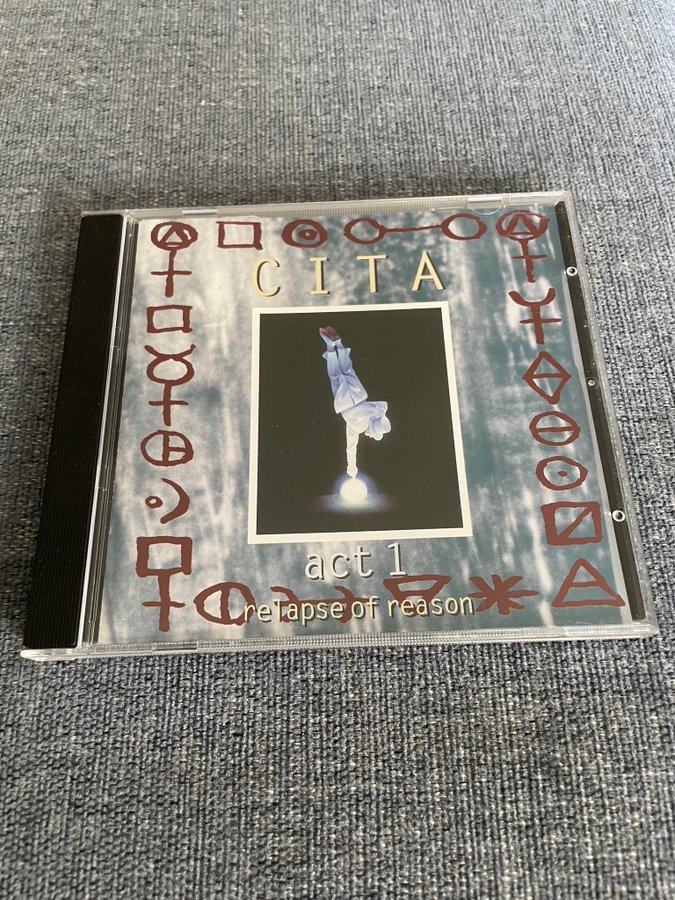 CITA
act 1
relapse of reason